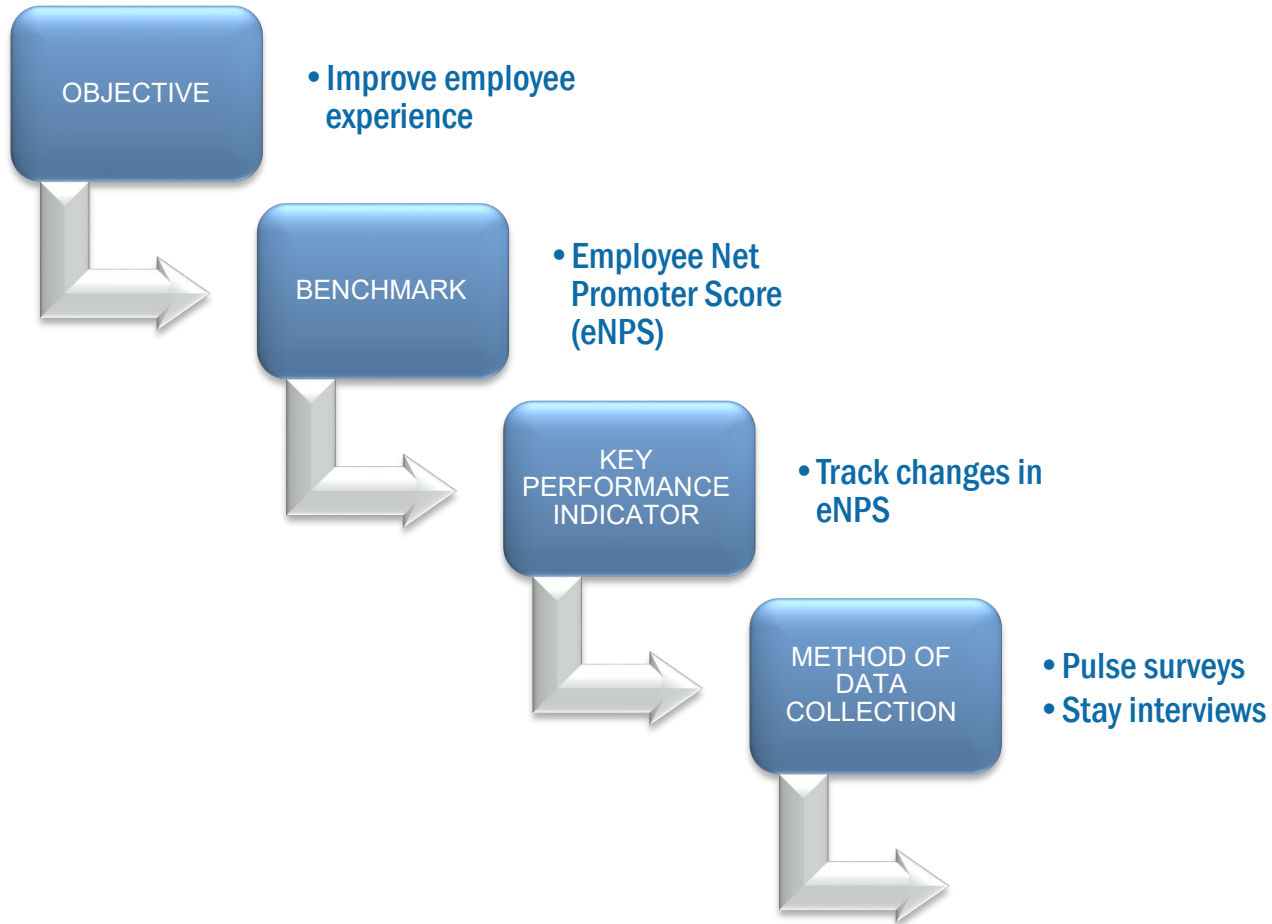 OBJECTIVE
• Improve employee
experience
BENCHMARK
• Employee Net
Promoter Score
(eNPS)
KEY
PERFORMANCE
INDICATOR
• Track changes in
eNPS
METHOD OF
DATA
COLLECTION
• Pulse surveys
• Stay interviews